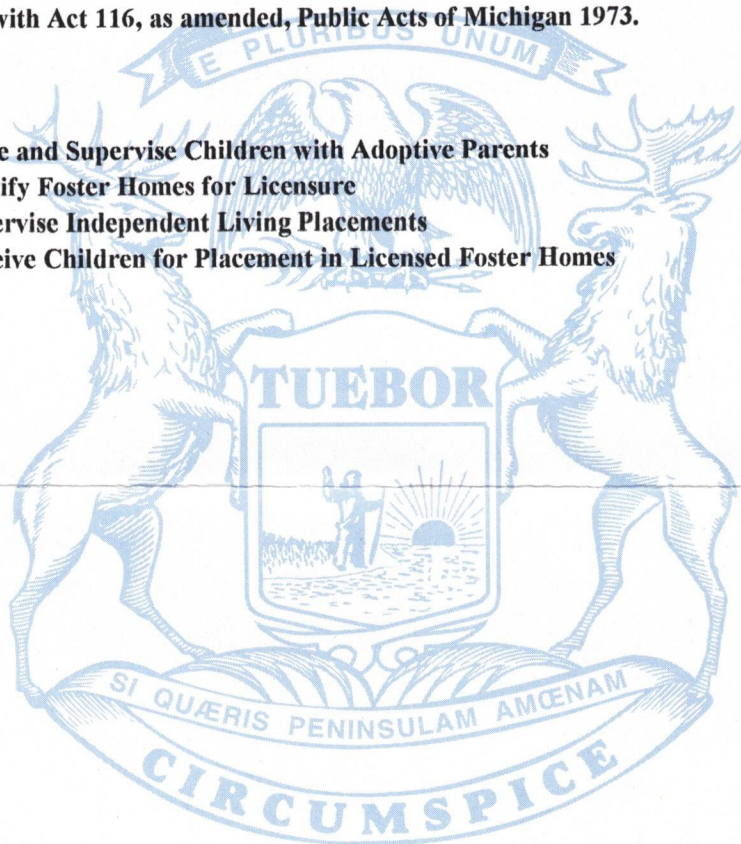 with Act 116, as amended, Public Acts of Michigan 1973.
E PLURIBUS UNUM
e and Supervise Children with Adoptive Parents
ify Foster Homes for Licensure
ervise Independent Living Placements
eive Children for Placement in Licensed Foster Homes
TUEBOR
SI QUÆRIS PENINSULAM AMŒNAM
CIRCUMSPICE